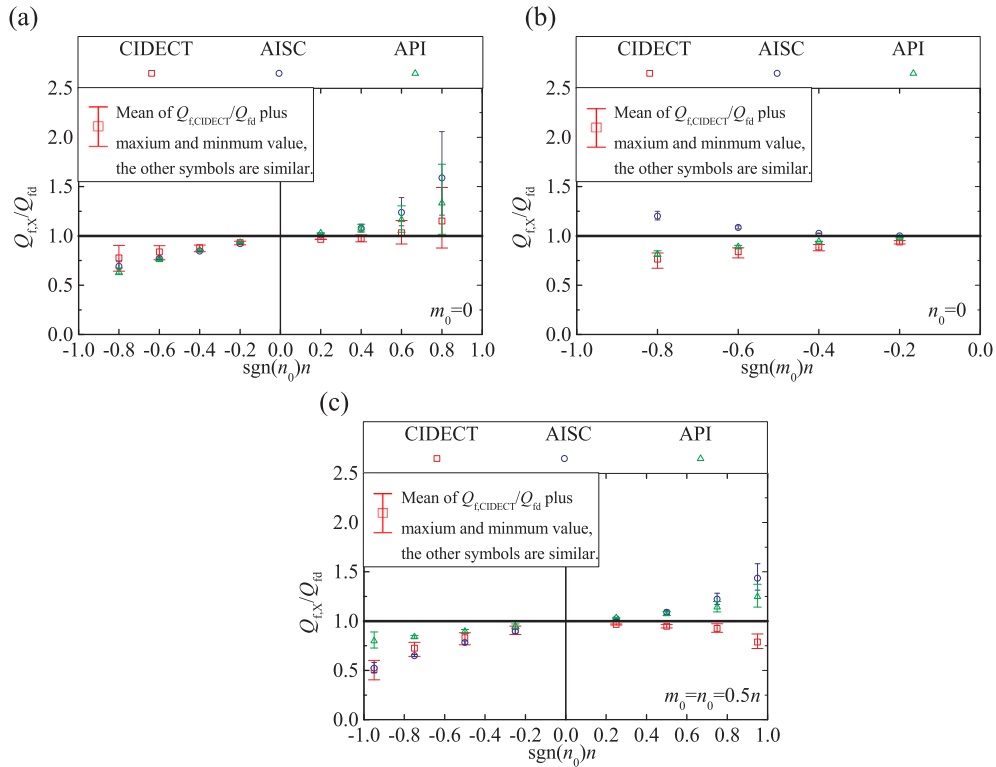 (a)
CIDECT AISC API
Mean of Q_f,CIDECT/Q_fd plus
maxium and minmum value,
the other symbols are similar.
2.5
2.0
1.5
1.0
0.5
0.0
Q_f,X/Q_fd
m_0=0
-1.0 -0.8 -0.6 -0.4 -0.2 0.0 0.2 0.4 0.6 0.8 1.0
sgn(n_0)n
(b)
CIDECT AISC API
Mean of Q_f,CIDECT/Q_fd plus
maxium and minmum value,
the other symbols are similar.
2.5
2.0
1.5
1.0
0.5
0.0
Q_f,X/Q_fd
n_0=0
-1.0 -0.8 -0.6 -0.4 -0.2 0.0
sgn(m_0)n
(c)
CIDECT AISC API
Mean of Q_f,CIDECT/Q_fd plus
maxium and minmum value,
the other symbols are similar.
2.5
2.0
1.5
1.0
0.5
0.0
Q_f,X/Q_fd
m_0=n_0=0.5n
-1.0 -0.8 -0.6 -0.4 -0.2 0.0 0.2 0.4 0.6 0.8 1.0
sgn(n_0)n